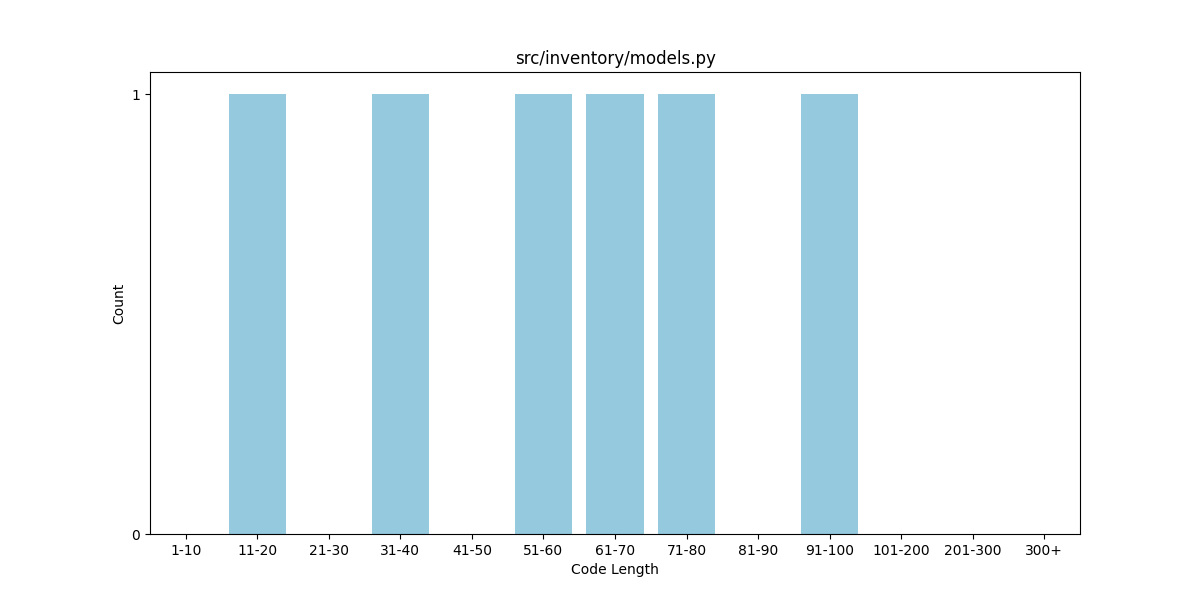 src/inventory/models.py
1
Count
0
1-10 11-20 21-30 31-40 41-50 51-60 61-70 71-80 81-90 91-100 101-200 201-300 300+
Code Length